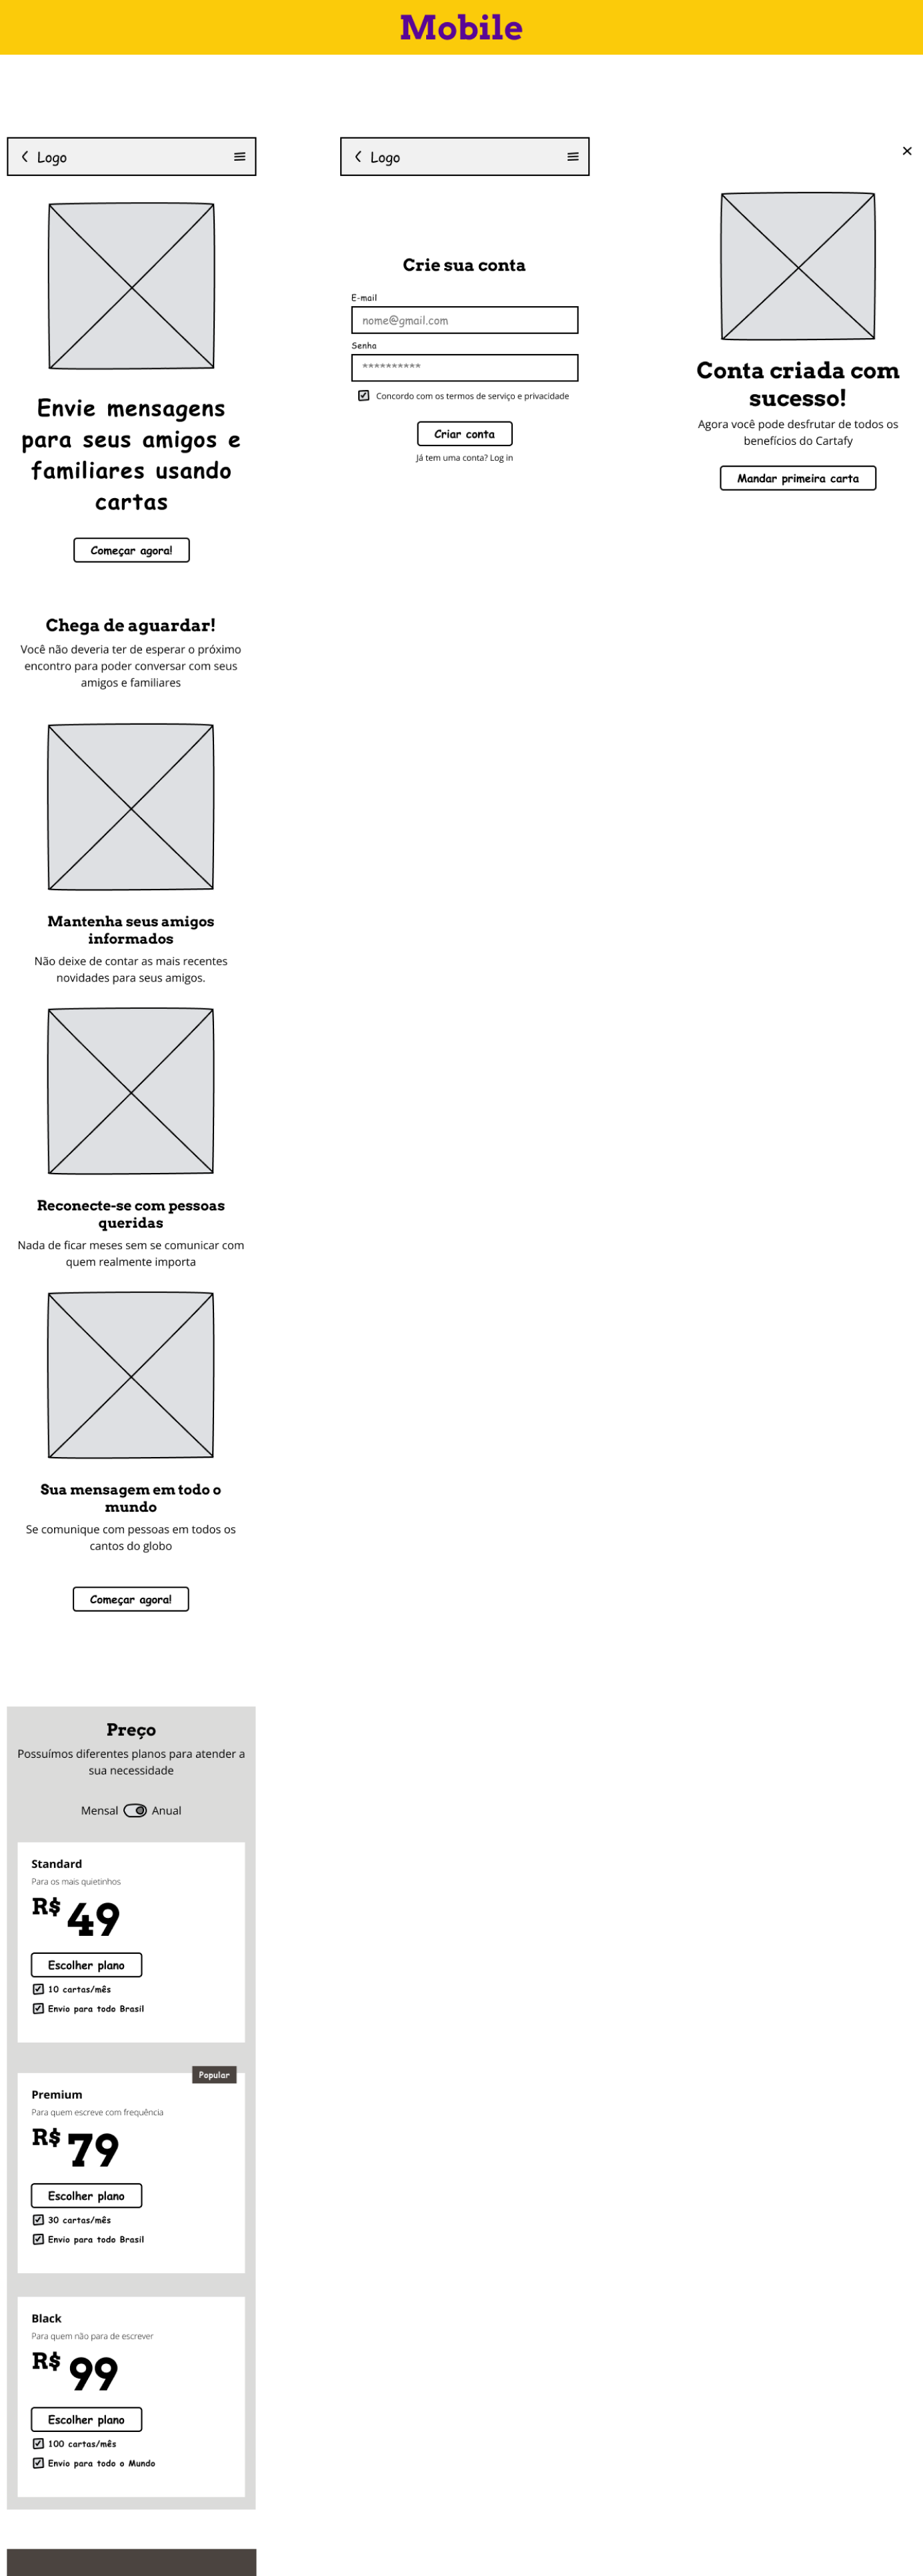 Mobile
Logo
Envie mensagens
para seus amigos e
familiares usando
cartas
Começar agora!
Chega de aguardar!
Você não deveria ter de esperar o próximo
encontro para poder conversar com seus
amigos e familiares
Mantenha seus amigos
informados
Não deixe de contar as mais recentes
novidades para seus amigos.
Reconecte-se com pessoas
queridas
Nada de ficar meses sem se comunicar com
quem realmente importa
Sua mensagem em todo o
mundo
Se comunique com pessoas em todos os
cantos do globo
Começar agora!
Preço
Possuímos diferentes planos para atender a
sua necessidade
Mensal Anual
Standard
Para os mais quietinhos
R$ 49
Escolher plano
10 cartas/mês
Envio para todo Brasil
Popular
Premium
Para quem escreve com frequência
R$ 79
Escolher plano
30 cartas/mês
Envio para todo Brasil
Black
Para quem não para de escrever
R$ 99
Escolher plano
100 cartas/mês
Envio para todo o Mundo
Logo
Crie sua conta
E-mail
nome@gmail.com
Senha
**********
Concordo com os termos de serviço e privacidade
Criar conta
Já tem uma conta? Log in
Conta criada com
sucesso!
Agora você pode desfrutar de todos os
benefícios do Cartafy
Mandar primeira carta